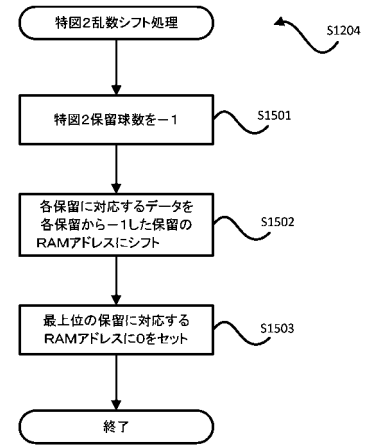 特図２乱数シフト処理
S1204
特図２保留球数を－１
S1501
各保留に対応するデータを
各保留から－１した保留の
ＲＡＭアドレスにシフト
S1502
最上位の保留に対応する
ＲＡＭアドレスに０をセット
S1503
終了